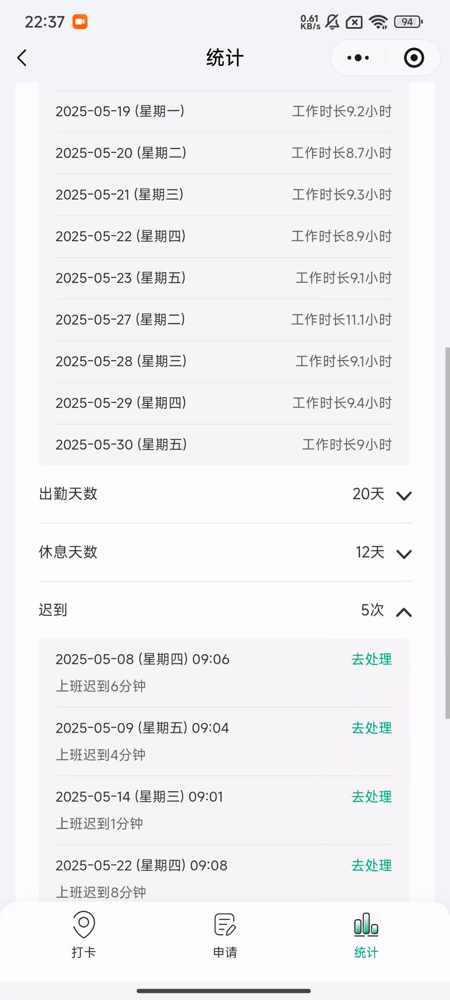 22:37
0.61
KB/s
94
统计
2025-05-19 (星期一) 工作时长9.2小时
2025-05-20 (星期二) 工作时长8.7小时
2025-05-21 (星期三) 工作时长9.3小时
2025-05-22 (星期四) 工作时长8.9小时
2025-05-23 (星期五) 工作时长9.1小时
2025-05-27 (星期二) 工作时长11.1小时
2025-05-28 (星期三) 工作时长9.1小时
2025-05-29 (星期四) 工作时长9.4小时
2025-05-30 (星期五) 工作时长9小时
出勤天数 20天
休息天数 12天
迟到 5次
2025-05-08 (星期四) 09:06 去处理
上班迟到6分钟
2025-05-09 (星期五) 09:04 去处理
上班迟到4分钟
2025-05-14 (星期三) 09:01 去处理
上班迟到1分钟
2025-05-22 (星期四) 09:08 去处理
上班迟到8分钟
打卡 申请 统计